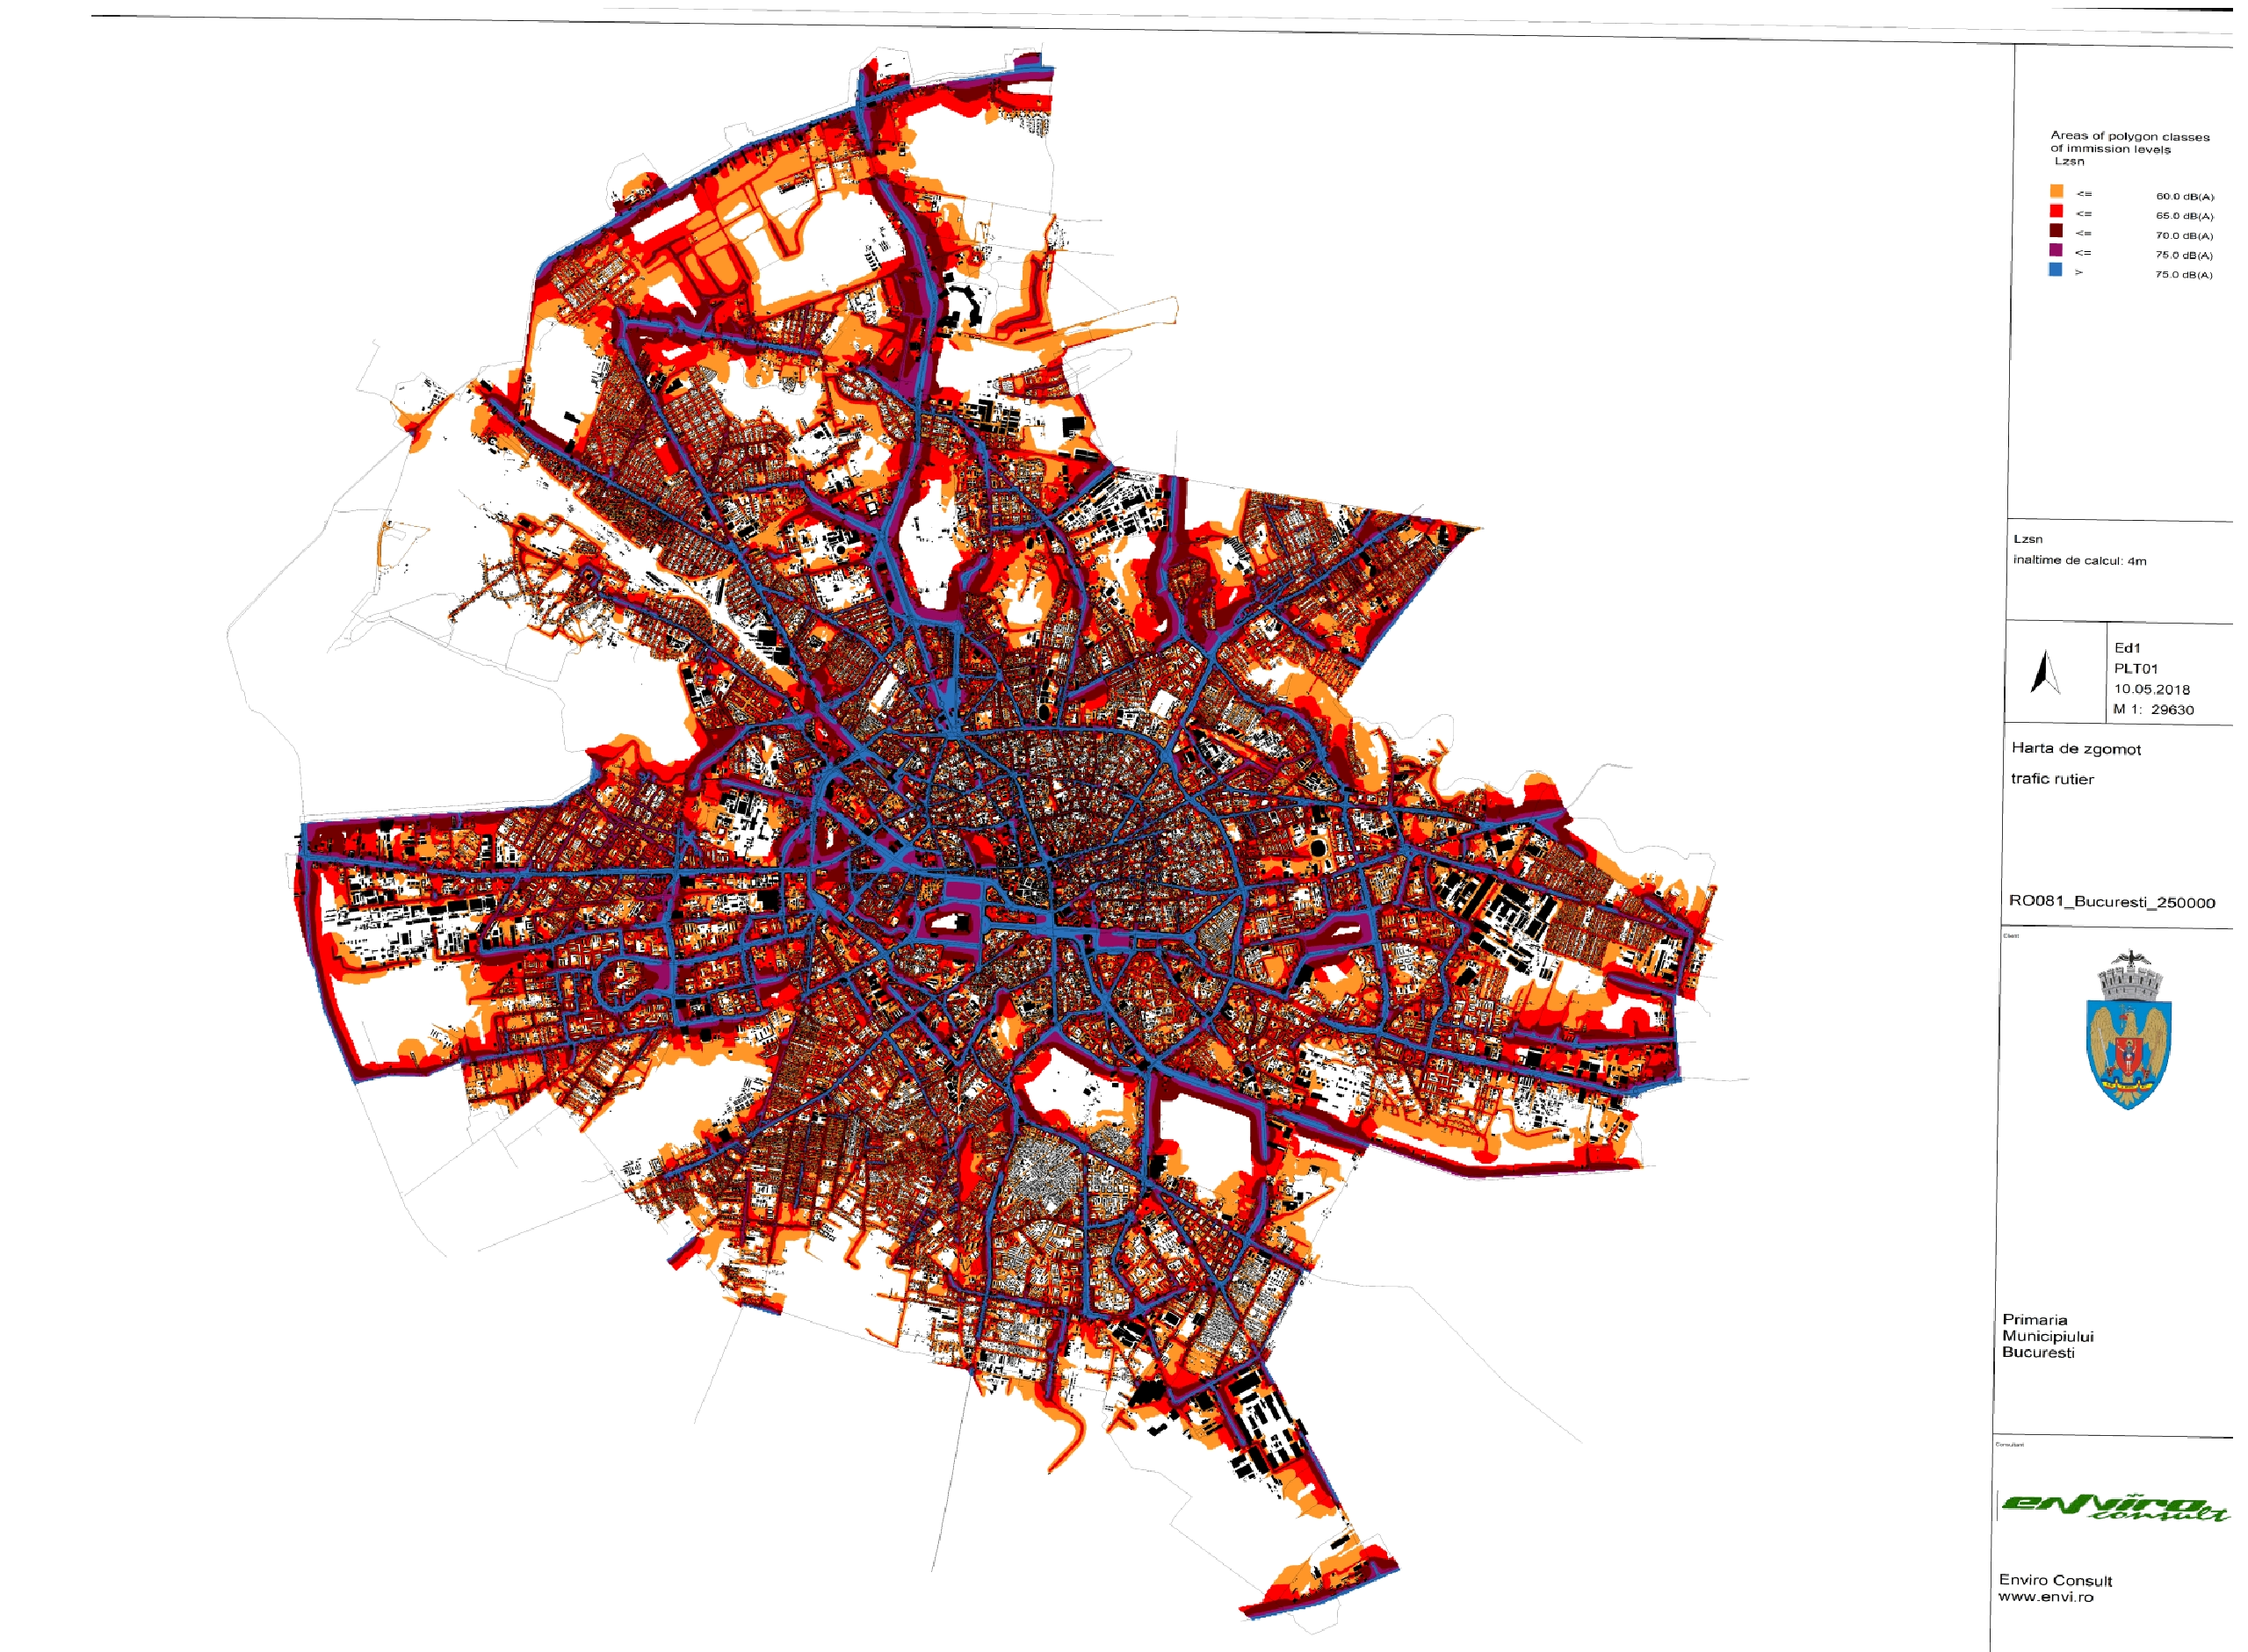 Areas of polygon classes
of immission levels
Lzsn
<= 60.0 dB(A)
<= 65.0 dB(A)
<= 70.0 dB(A)
<= 75.0 dB(A)
> 75.0 dB(A)
Lzsn
inaltime de calcul: 4m
Ed1
PLT01
10.05.2018
M 1: 29630
Harta de zgomot
trafic rutier
RO081_Bucuresti_250000
Client
Primaria
Municipiului
Bucuresti
Consultant
enviro
consult
Enviro Consult
www.envi.ro